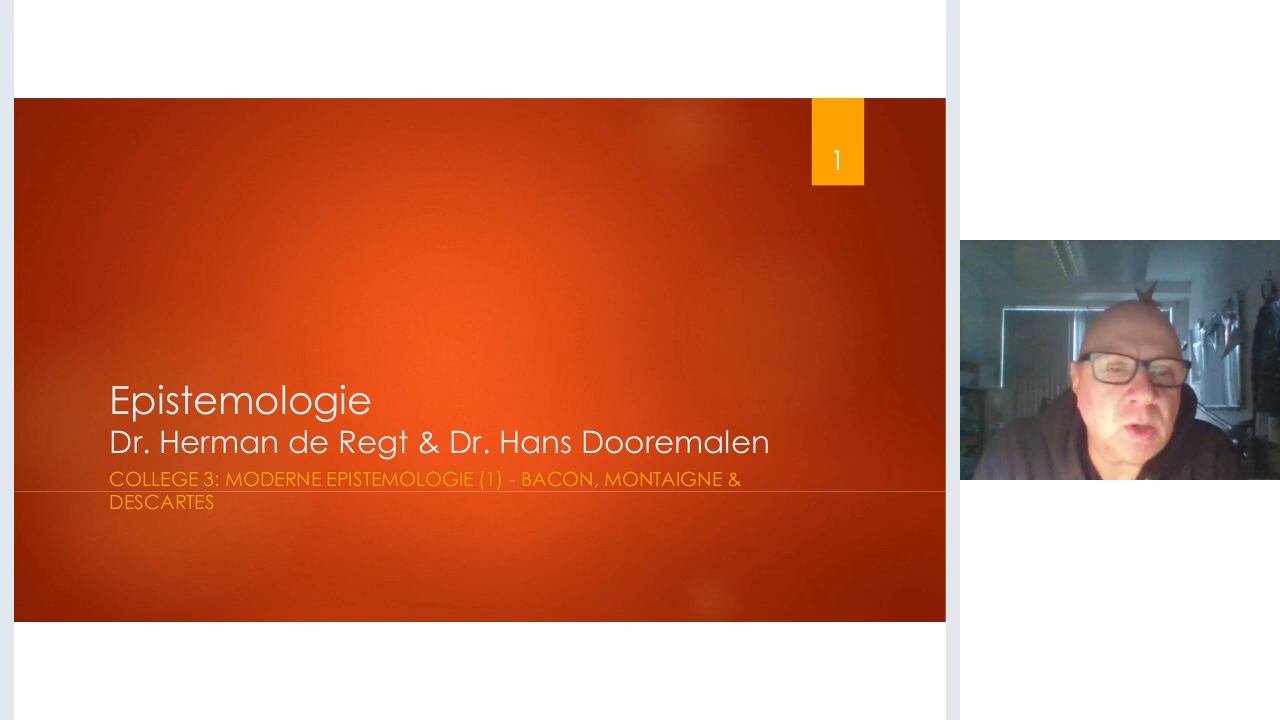 1
Epistemologie
Dr. Herman de Regt & Dr. Hans Dooremalen
COLLEGE 3: MODERNE EPISTEMOLOGIE (1) - BACON, MONTAIGNE &
DESCARTES